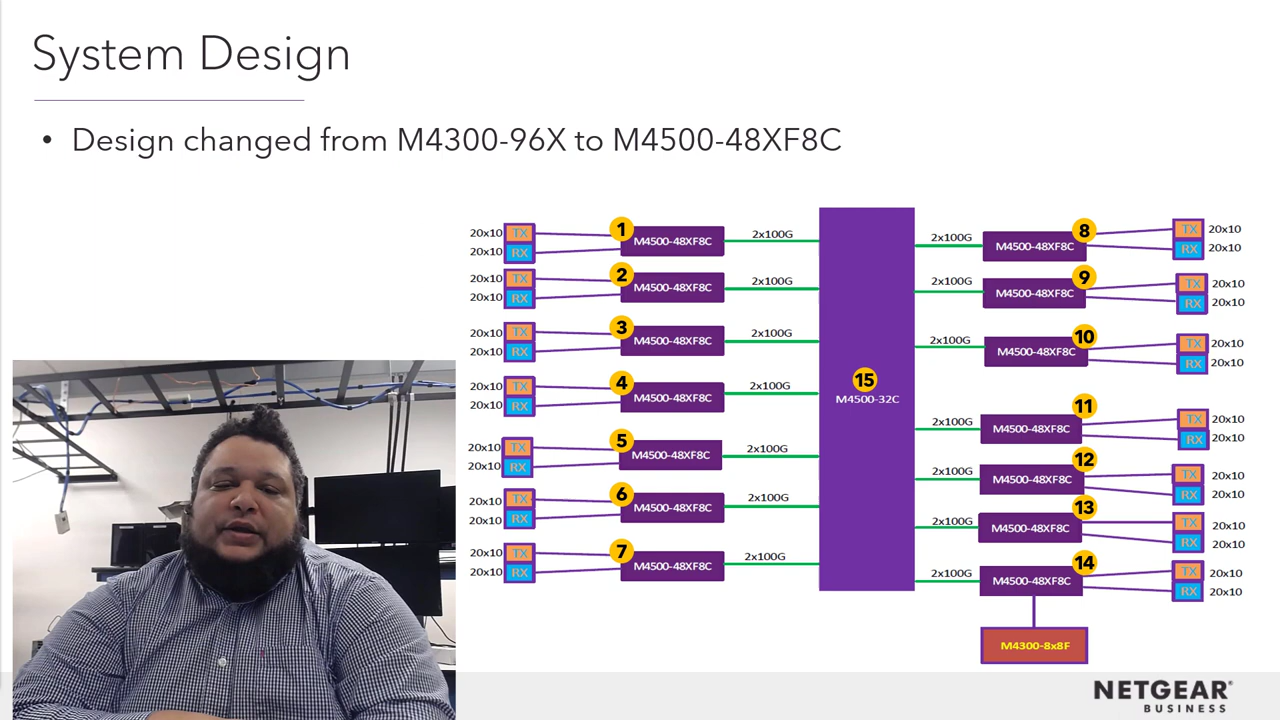 System Design
• Design changed from M4300-96X to M4500-48XF8C
20x10 TX 1 M4500-48XF8C 2x100G
20x10 RX
20x10 TX 2 M4500-48XF8C 2x100G
20x10 RX
20x10 TX 3 M4500-48XF8C 2x100G
20x10 RX
20x10 TX 4 M4500-48XF8C 2x100G
20x10 RX
20x10 TX 5 M4500-48XF8C 2x100G
20x10 RX
20x10 TX 6 M4500-48XF8C 2x100G
20x10 RX
20x10 TX 7 M4500-48XF8C 2x100G
20x10 RX
15
M4500-32C
2x100G M4500-48XF8C 8 TX 20x10
RX 20x10
2x100G M4500-48XF8C 9 TX 20x10
RX 20x10
2x100G M4500-48XF8C 10 TX 20x10
RX 20x10
2x100G M4500-48XF8C 11 TX 20x10
RX 20x10
2x100G M4500-48XF8C 12 TX 20x10
RX 20x10
2x100G M4500-48XF8C 13 TX 20x10
RX 20x10
2x100G M4500-48XF8C 14 TX 20x10
RX 20x10
M4300-8x8F
NETGEAR®
BUSINESS